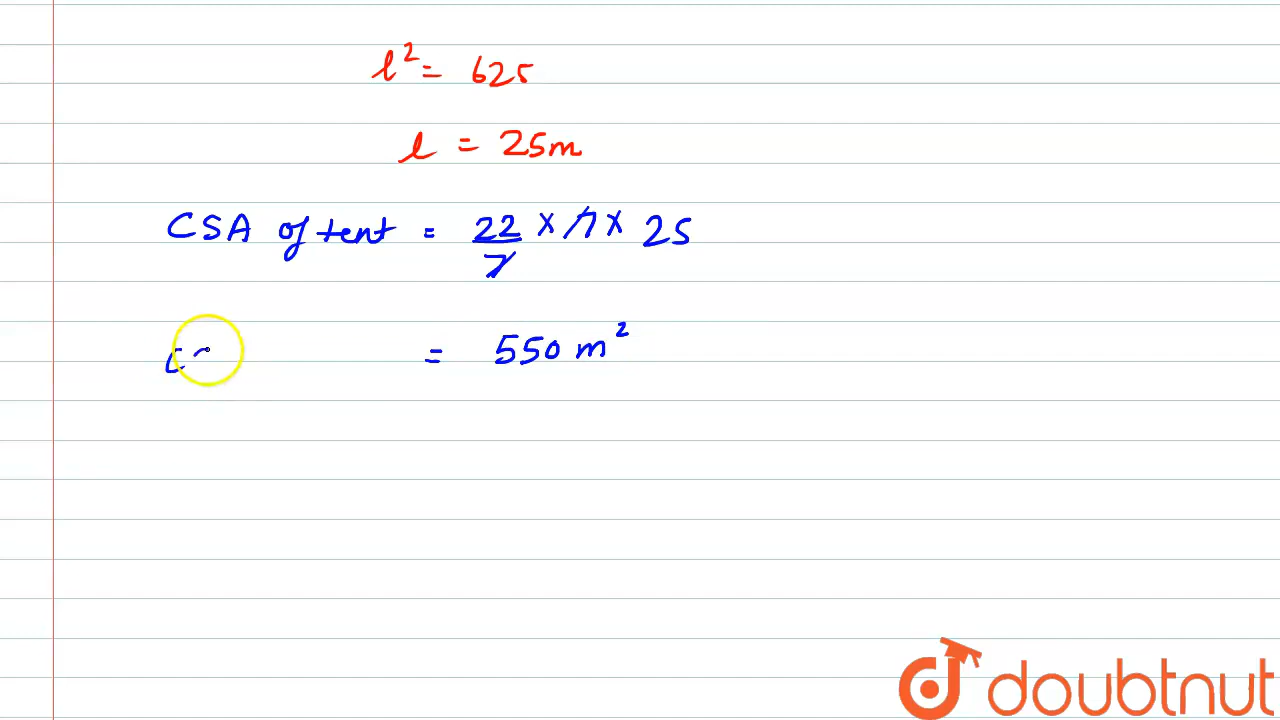 l² = 625
l = 25m
CSA of tent = 22/7 × 7 × 25
= 550 m²
doubtnut